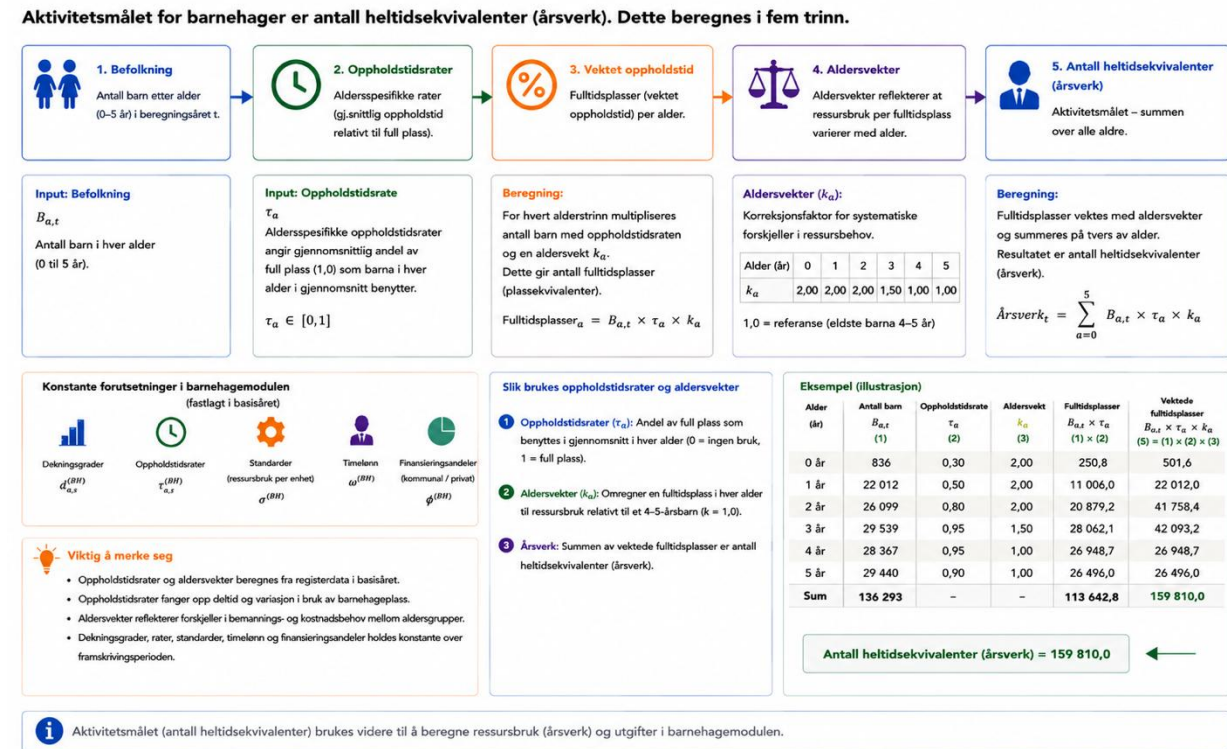 Aktivitetsmålet for barnehager er antall heltidsekvivalenter (årsverk). Dette beregnes i fem trinn.
1. Befolkning
Antall barn etter alder
(0–5 år) i beregningsåret t.
2. Oppholdstidsrater
Aldersspesifikke rater
(gj.snittlig oppholdstid
relativt til full plass).
3. Vektet oppholdstid
Fulltidsplasser (vektet
oppholdstid) per alder.
4. Aldersvekter
Aldersvekter reflekterer at
ressursbruk per fulltidsplass
varierer med alder.
5. Antall heltidsekvivalenter
(årsverk)
Aktivitetsmålet – summen
over alle aldre.
Input: Befolkning
B_{a,t}
Antall barn i hver alder
(0 til 5 år).
Input: Oppholdstidsrate
τ_a
Aldersspesifikke oppholdstidsrater
angir gjennomsnittlig andel av
full plass (1,0) som barna i hver
alder i gjennomsnitt benytter.
τ_a ∈ [0,1]
Beregning:
For hvert alderstrinn multipliseres
antall barn med oppholdstidsraten
og en aldersvekt k_a.
Dette gir antall fulltidsplasser
(plassekvivalenter).
Fulltidsplasser_a = B_{a,t} × τ_a × k_a
Aldersvekter (k_a):
Korreksjonsfaktor for systematiske
forskjeller i ressursbehov.
Alder (år) 0 1 2 3 4 5
k_a 2,00 2,00 2,00 1,50 1,00 1,00
1,0 = referanse (eldste barna 4–5 år)
Beregning:
Fulltidsplasser vektes med aldersvekter
og summeres på tvers av alder.
Resultatet er antall heltidsekvivalenter
(årsverk).
5
Årsverk_t = ∑ B_{a,t} × τ_a × k_a
a=0
Konstante forutsetninger i barnehagemodulen
(fastlagt i basisåret)
Dekningsgrader
d_{a,s}^{(BH)}
Oppholdstidsrater
τ_{a,s}^{(BH)}
Standarder
(ressursbruk per enhet)
σ^{(BH)}
Timelønn
ω^{(BH)}
Finansieringsandeler
(kommunal / privat)
ϕ^{(BH)}
Viktig å merke seg
• Oppholdstidsrater og aldersvekter beregnes fra registerdata i basisåret.
• Oppholdstidsrater fanger opp deltid og variasjon i bruk av barnehageplass.
• Aldersvekter reflekterer forskjeller i bemannings- og kostnadsbehov mellom aldersgrupper.
• Dekningsgrader, rater, standarder, timelønn og finansieringsandeler holdes konstante over
framskrivingsperioden.
Slik brukes oppholdstidsrater og aldersvekter
1 Oppholdstidsrater (τ_a): Andel av full plass som
benyttes i gjennomsnitt i hver alder (0 = ingen bruk,
1 = full plass).
2 Aldersvekter (k_a): Omregner en fulltidsplass i hver alder
til ressursbruk relativt til et 4–5-årsbarn (k = 1,0).
3 Årsverk: Summen av vektede fulltidsplasser er antall
heltidsekvivalenter (årsverk).
Eksempel (illustrasjon)
Alder (år) Antall barn B_{a,t} (1) Oppholdstidsrate τ_a (2) Aldersvekt k_a (3) Fulltidsplasser B_{a,t} × τ_a (1) × (2) Vektede fulltidsplasser B_{a,t} × τ_a × k_a (5) = (1) × (2) × (3)
0 år 836 0,30 2,00 250,8 501,6
1 år 22 012 0,50 2,00 11 006,0 22 012,0
2 år 26 099 0,80 2,00 20 879,2 41 758,4
3 år 29 539 0,95 1,50 28 062,1 42 093,2
4 år 28 367 0,95 1,00 26 948,7 26 948,7
5 år 29 440 0,90 1,00 26 496,0 26 496,0
Sum 136 293 – – 113 642,8 159 810,0
Antall heltidsekvivalenter (årsverk) = 159 810,0
i Aktivitetsmålet (antall heltidsekvivalenter) brukes videre til å beregne ressursbruk (årsverk) og utgifter i barnehagemodulen.